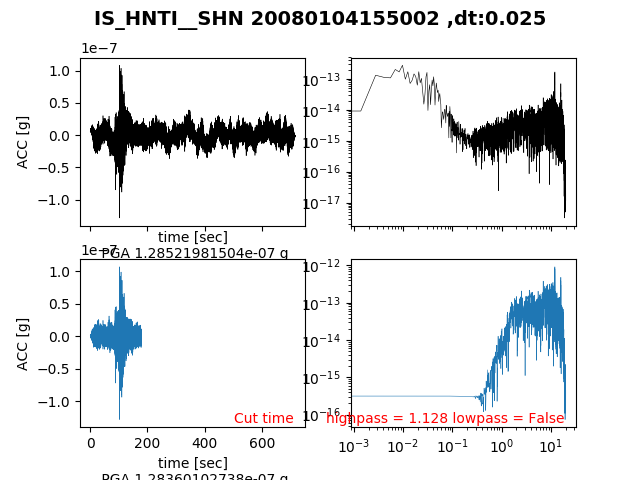 IS_HNTI__SHN 20080104155002 ,dt:0.025
1e−7
1.0
0.5
0.0
−0.5
−1.0
ACC [g]
time [sec]
PGA 1.28521981504e-07 g
10−13
10−14
10−15
10−16
10−17
1e−7
1.0
0.5
0.0
−0.5
−1.0
ACC [g]
0 200 400 600
time [sec]
PGA 1.28360102738e-07 g
Cut time
10−12
10−13
10−14
10−15
10−16
highpass = 1.128 lowpass = False
10−3 10−2 10−1 100 101